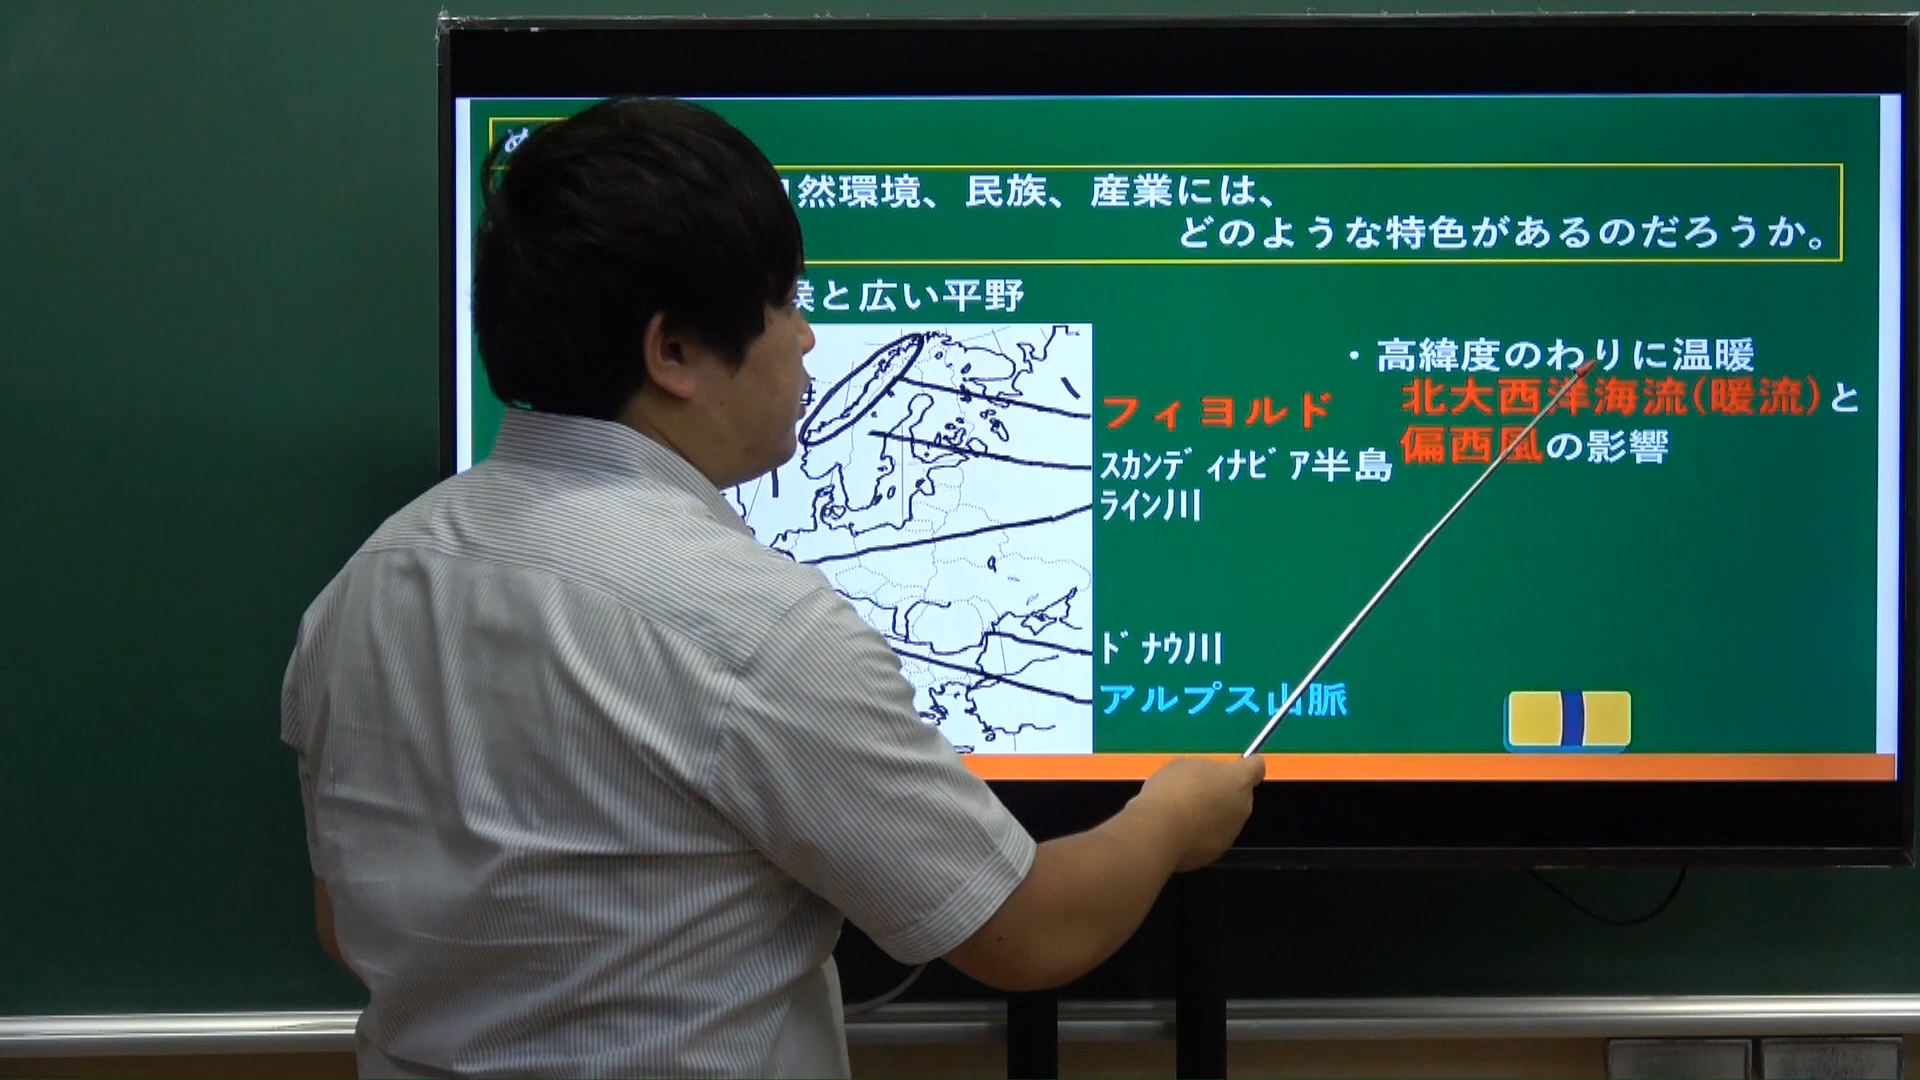 然環境、民族、産業には、
どのような特色があるのだろうか。
候と広い平野
・高緯度のわりに温暖
北大西洋海流(暖流)と
偏西風の影響
フィヨルド
ｽｶﾝﾃﾞｨﾅﾋﾞｱ半島
ﾗｲﾝ川
ﾄﾞﾅｳ川
アルプス山脈